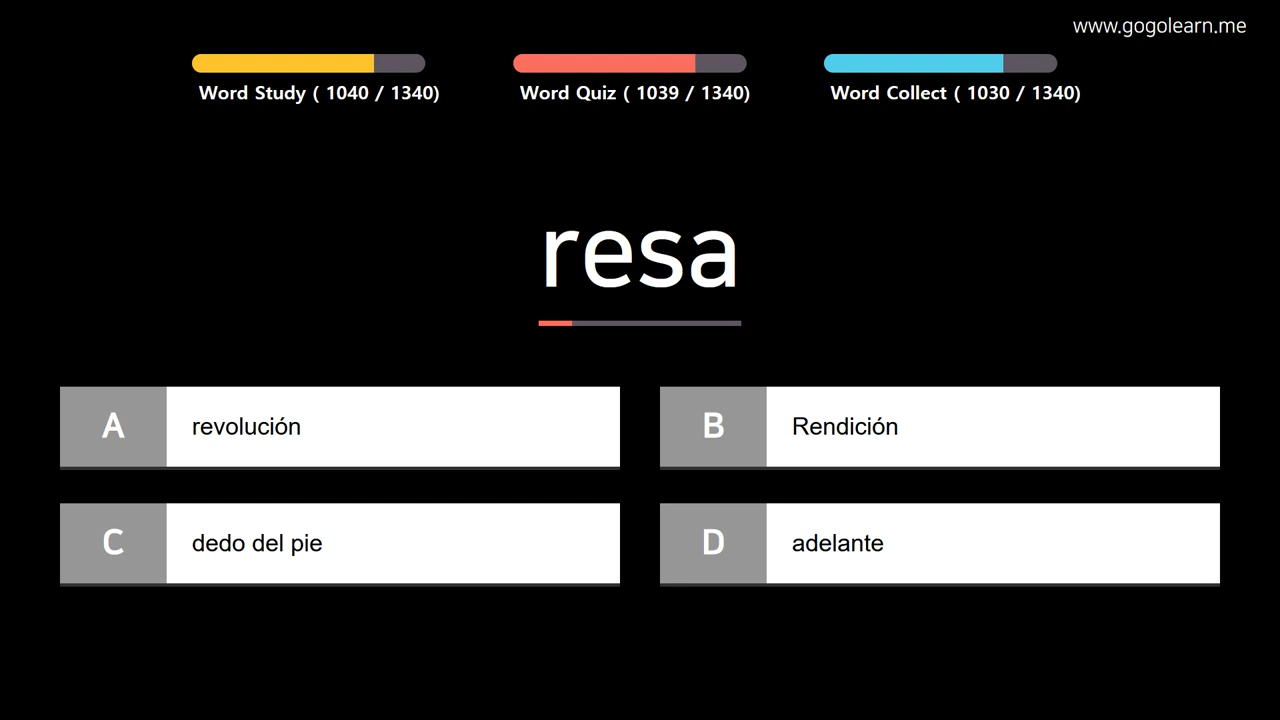 www.gogolearn.me
Word Study ( 1040 / 1340)
Word Quiz ( 1039 / 1340)
Word Collect ( 1030 / 1340)
resa
A
revolución
B
Rendición
C
dedo del pie
D
adelante